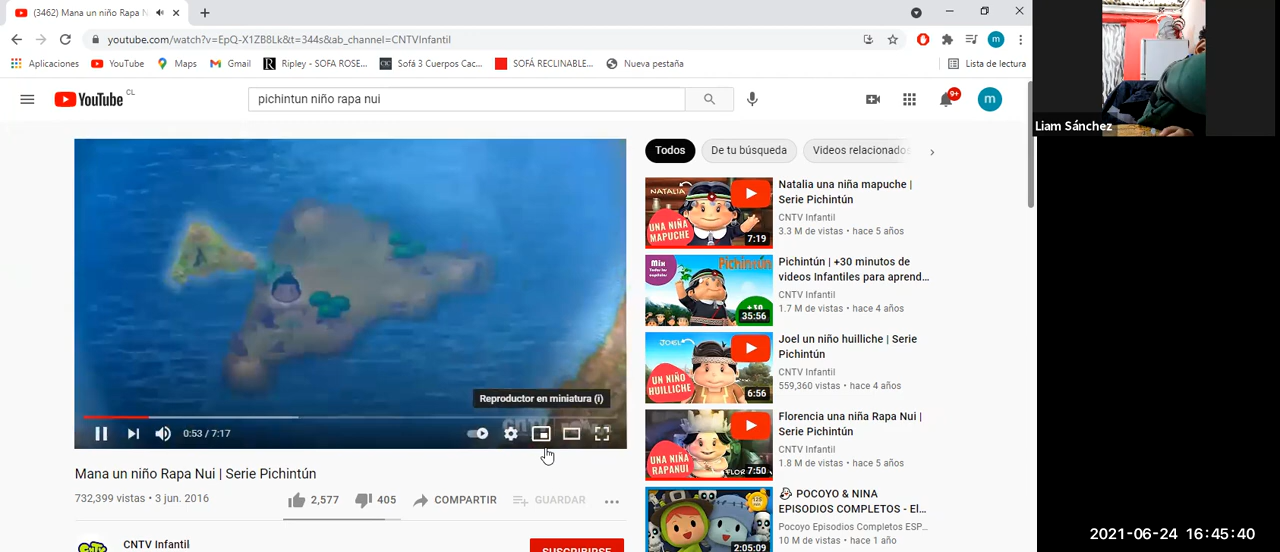 (3462) Mana un niño Rapa N
youtube.com/watch?v=EpQ-X1ZB8Lk&t=344s&ab_channel=CNTVInfantil
Aplicaciones YouTube Maps Gmail Ripley - SOFA ROSE... Sofá 3 Cuerpos Cac... SOFÁ RECLINABLE... Nueva pestaña Lista de lectura
YouTube CL
pichintun niño rapa nui
9+
m
Liam Sánchez
Todos De tu búsqueda Videos relacionados
NATALIA
UNA NIÑA
MAPUCHE
7:19
Natalia una niña mapuche |
Serie Pichintún
CNTV Infantil
3.3 M de vistas • hace 5 años
Mix
Pichintún
+30
35:56
Pichintún | +30 minutos de
videos Infantiles para aprend...
CNTV Infantil
1.7 M de vistas • hace 4 años
JOEL
UN NIÑO
HUILLICHE
6:56
Joel un niño huilliche | Serie
Pichintún
CNTV Infantil
559,360 vistas • hace 4 años
UNA NIÑA
RAPANUI
7:50
Florencia una niña Rapa Nui |
Serie Pichintún
CNTV Infantil
1.8 M de vistas • hace 5 años
2:05:09
POCOYO & NINA
EPISODIOS COMPLETOS - El...
Pocoyo Episodios Completos ESP...
10 M de vistas • hace 1 año
Reproductor en miniatura (i)
0:53 / 7:17
Mana un niño Rapa Nui | Serie Pichintún
732,399 vistas • 3 jun. 2016
2,577 405 COMPARTIR GUARDAR
CNTV Infantil
SUSCRIBIRSE
2021-06-24 16:45:40